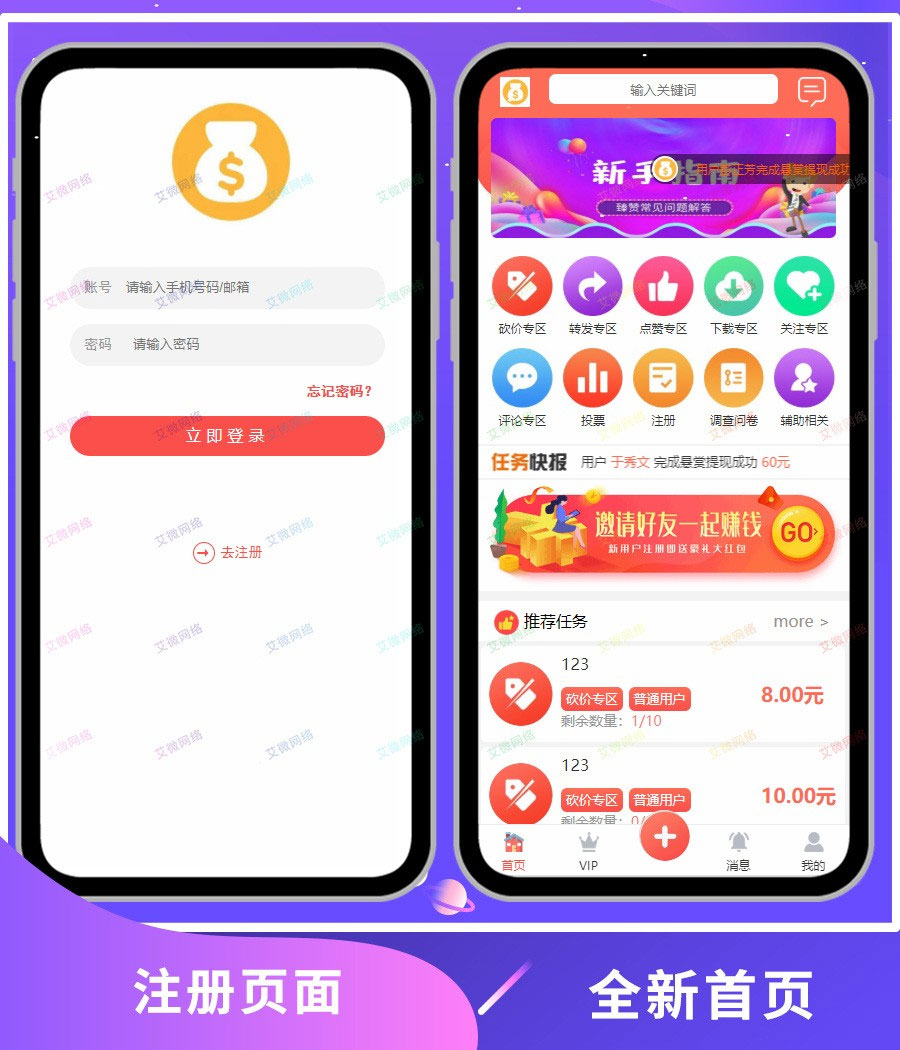 账号 请输入手机号码/邮箱
密码 请输入密码
忘记密码?
立即登录
去注册
输入关键词
新手指南
完成悬赏提现成功
臻赞常见问题解答
砍价专区 转发专区 点赞专区 下载专区 关注专区
评论专区 投票 注册 调查问卷 辅助相关
任务快报 用户 于秀文 完成悬赏提现成功 60元
邀请好友一起赚钱
GO
新用户注册即送豪礼大红包
推荐任务 more >
123
砍价专区 普通用户
8.00元
剩余数量: 1/10
123
砍价专区 普通用户
10.00元
剩余数量: 0/
首页 VIP 消息 我的
艾微网络
注册页面
全新首页